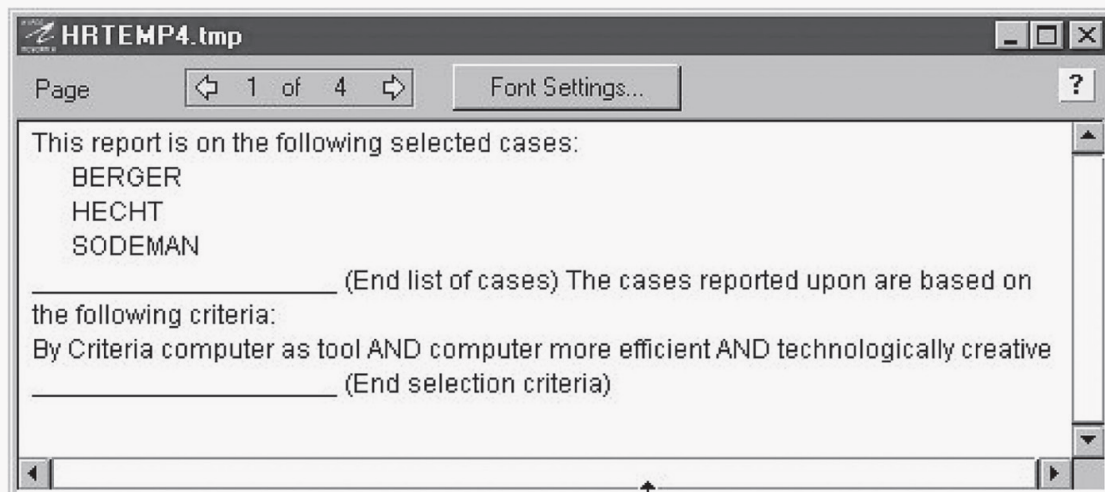 HRTEMP4.tmp
Page 1 of 4 Font Settings... ?
This report is on the following selected cases:
BERGER
HECHT
SODEMAN
____________________ (End list of cases) The cases reported upon are based on
the following criteria:
By Criteria computer as tool AND computer more efficient AND technologically creative
____________________ (End selection criteria)